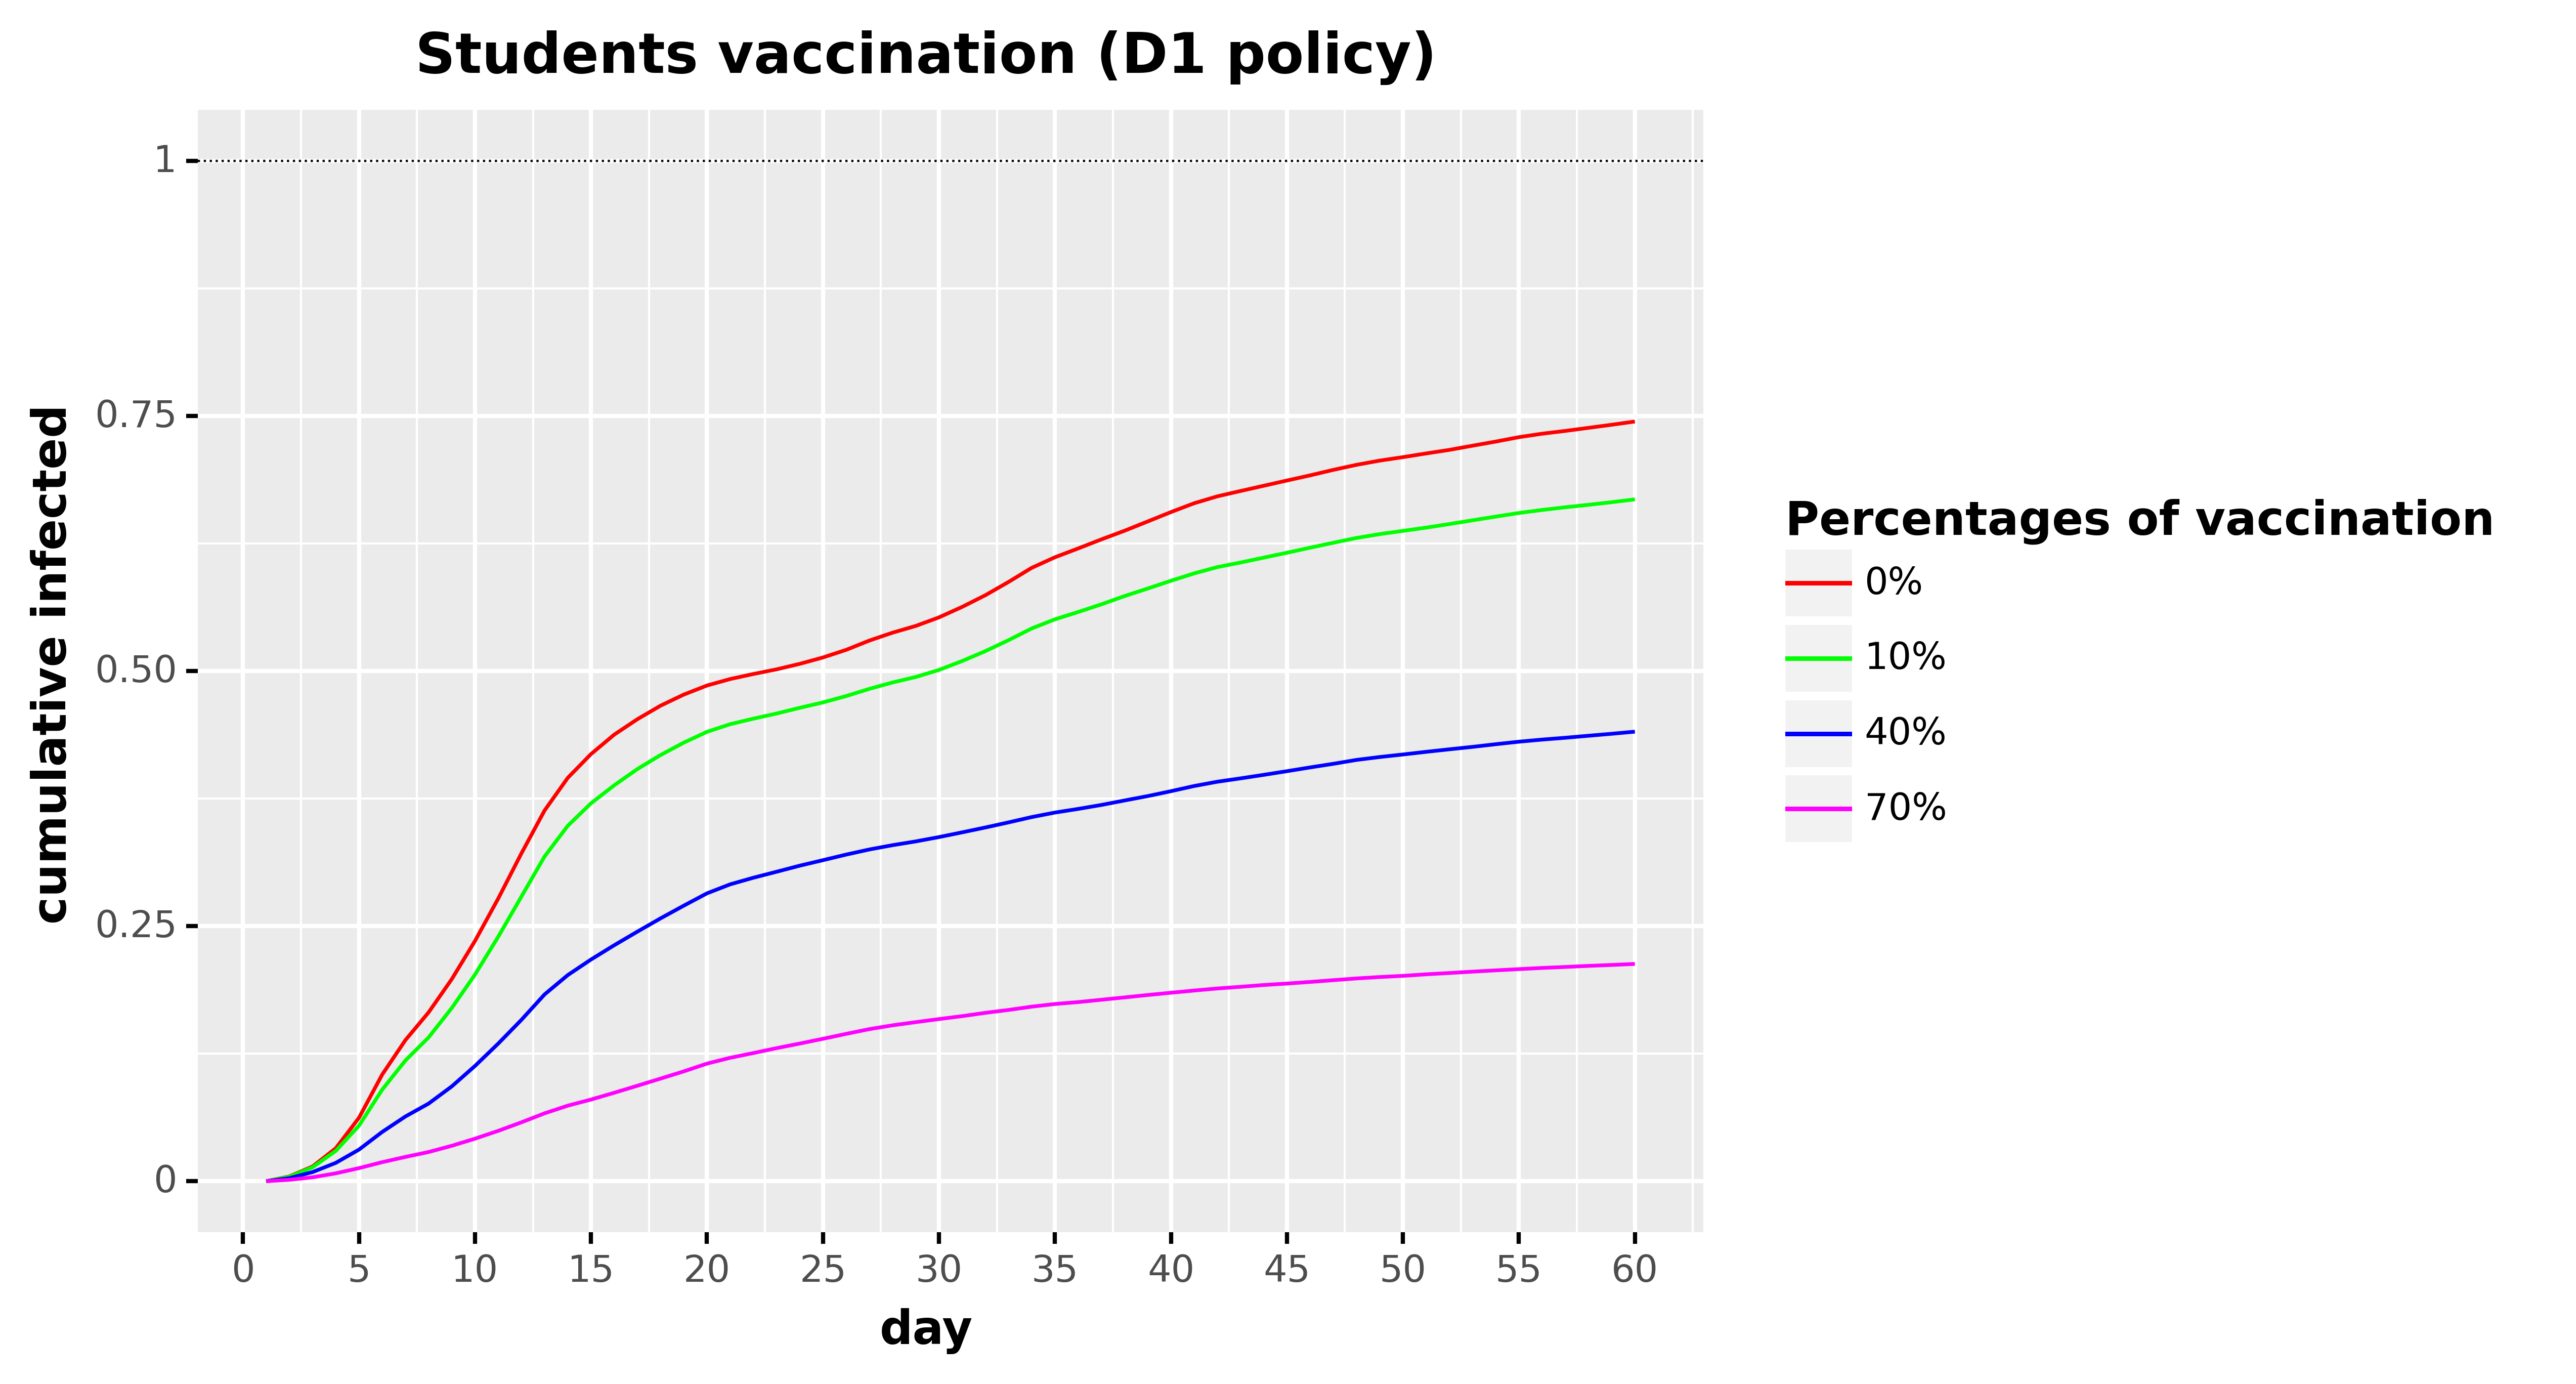 Students vaccination (D1 policy)
cumulative infected
1
0.75
0.50
0.25
0
0 5 10 15 20 25 30 35 40 45 50 55 60
day
Percentages of vaccination
0%
10%
40%
70%